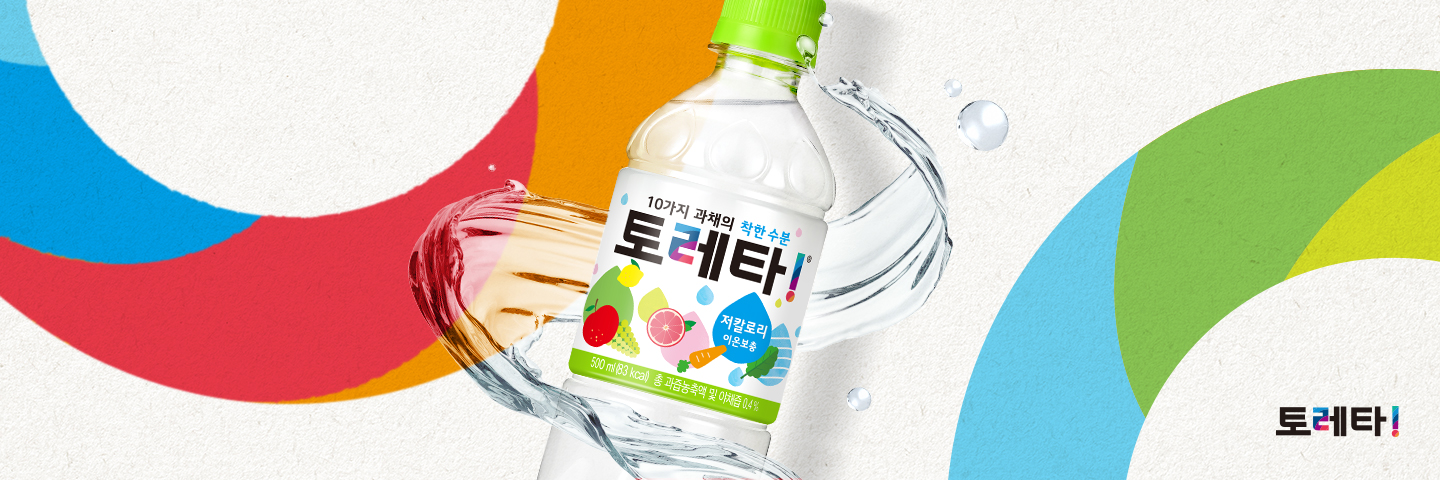 10가지 과채의 착한 수분
토레타!®
저칼로리
이온보충
500 ml(83 kcal) 총 과즙농축액 및 야채즙 0.4%
토레타!